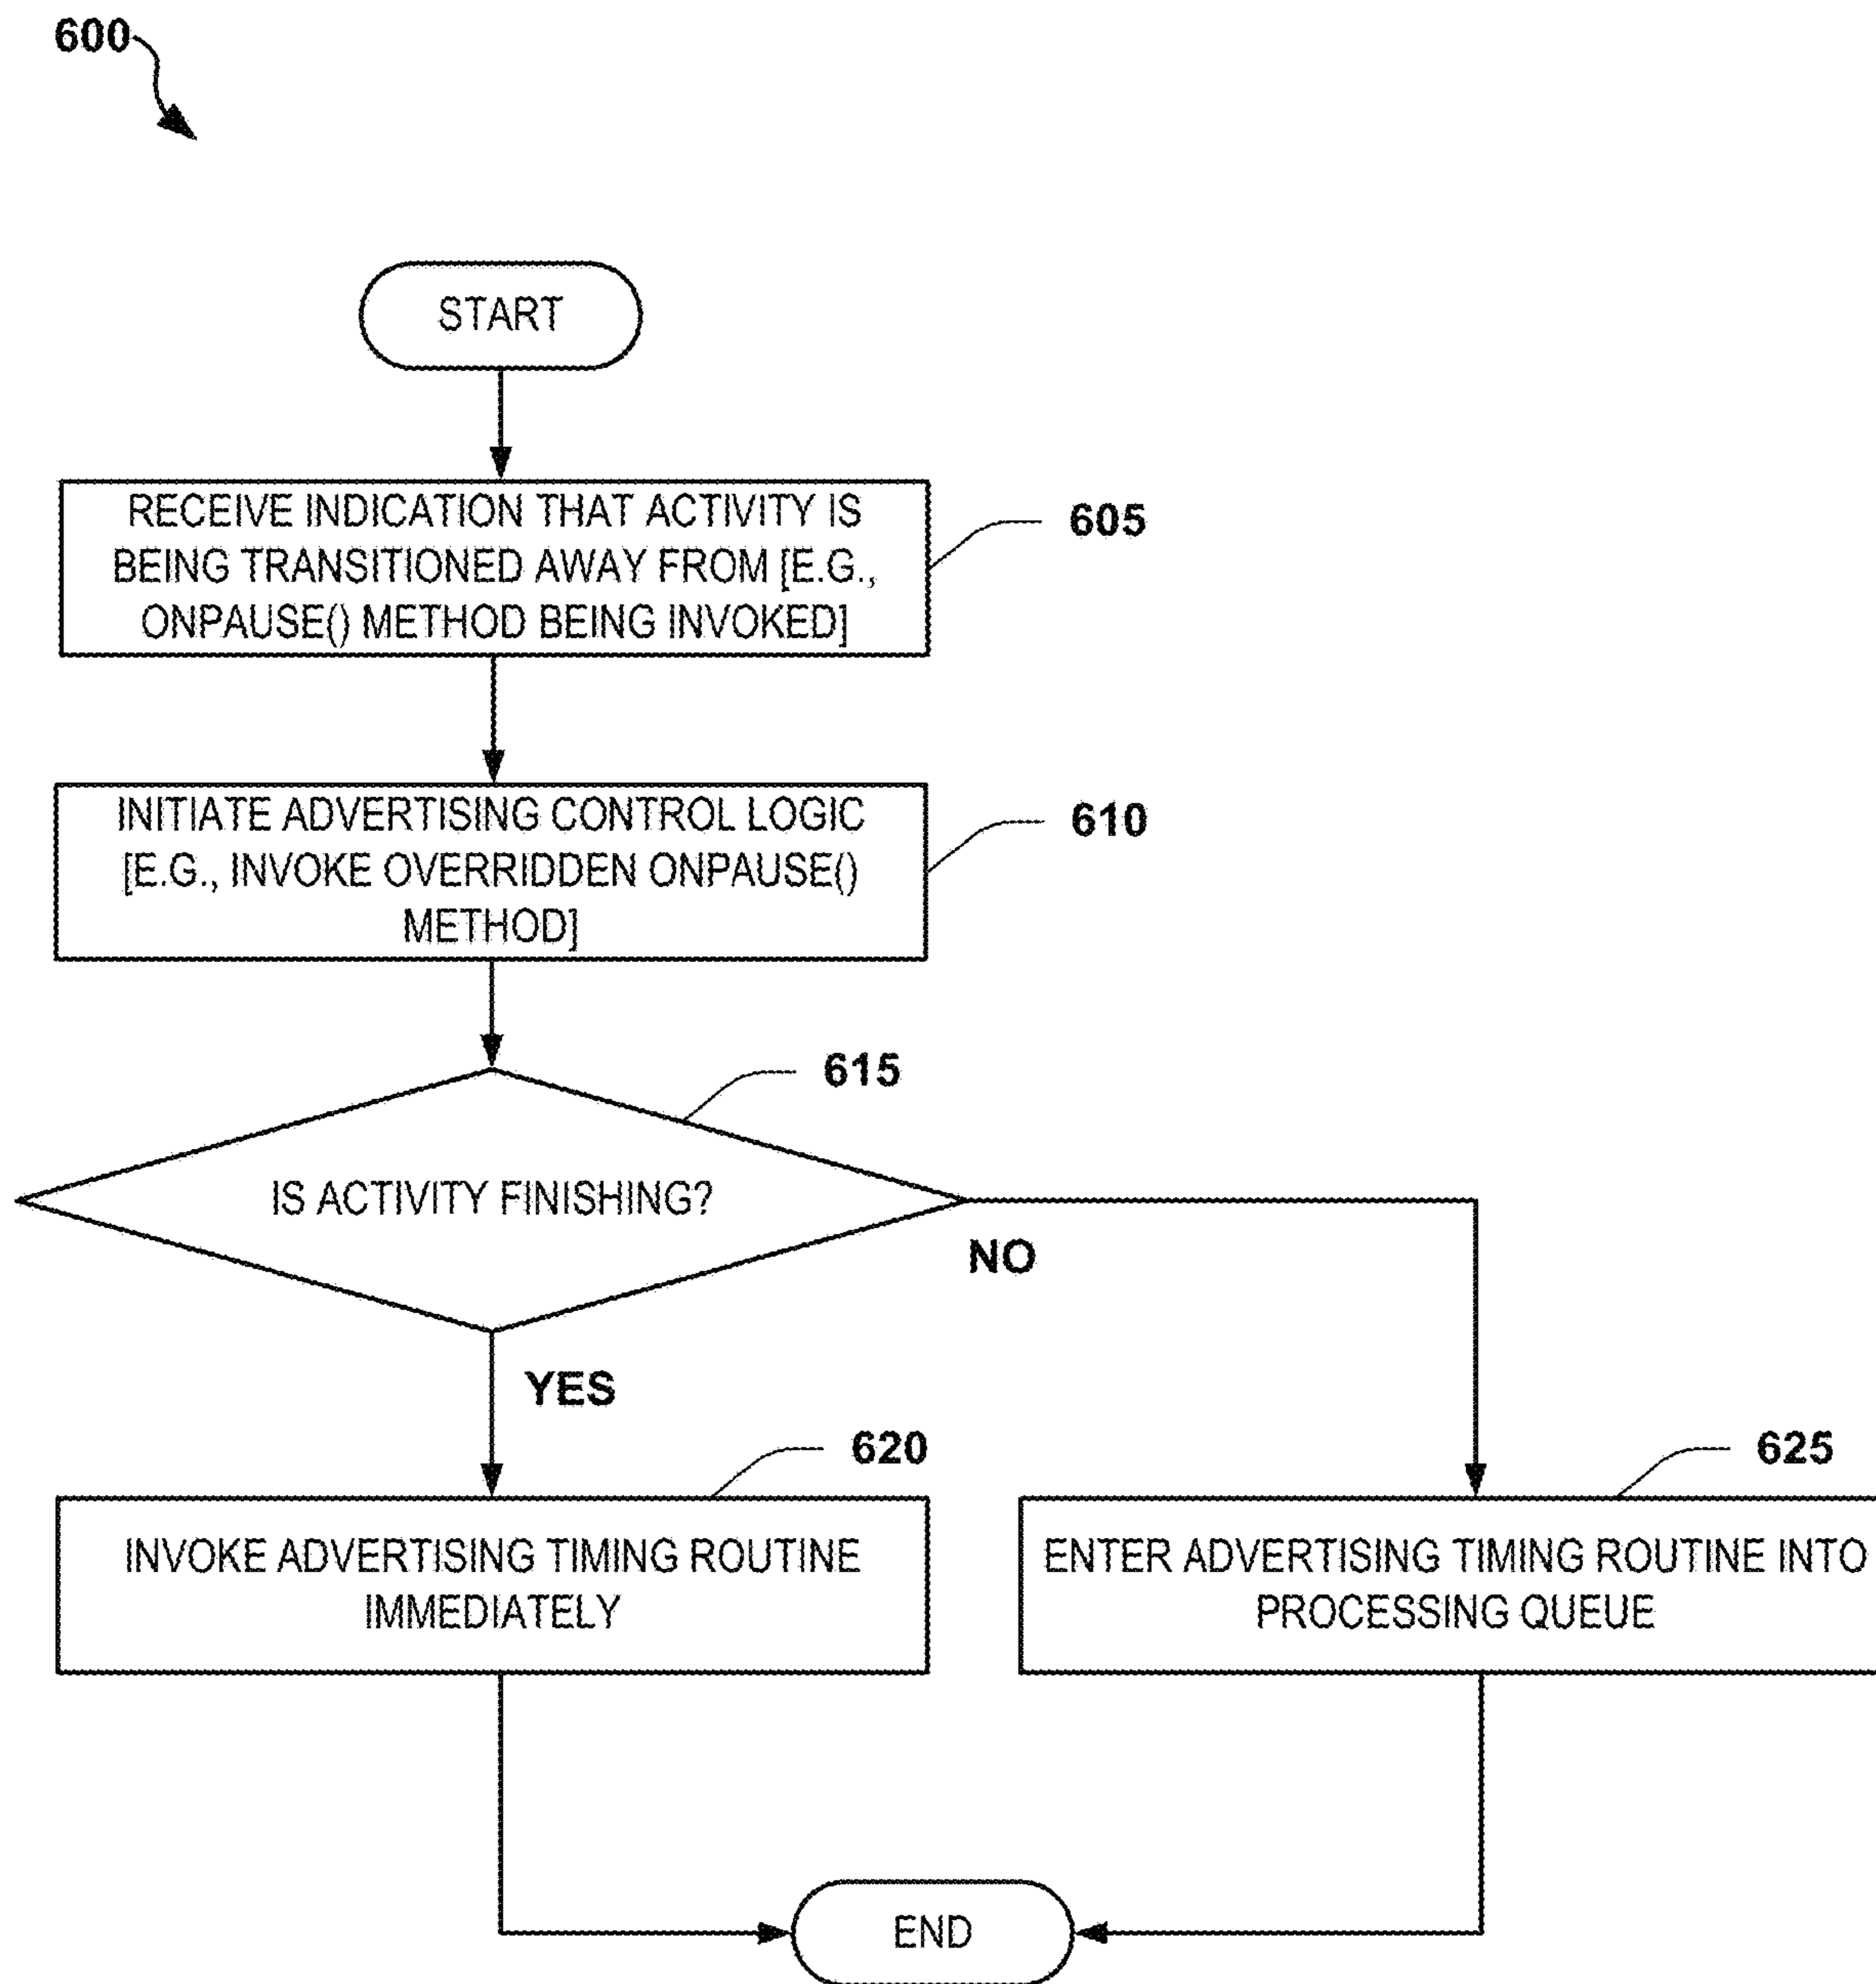 600
START
RECEIVE INDICATION THAT ACTIVITY IS
BEING TRANSITIONED AWAY FROM [E.G.,
ONPAUSE() METHOD BEING INVOKED]
605
INITIATE ADVERTISING CONTROL LOGIC
[E.G., INVOKE OVERRIDDEN ONPAUSE()
METHOD]
610
615
IS ACTIVITY FINISHING?
NO
YES
620
625
INVOKE ADVERTISING TIMING ROUTINE
IMMEDIATELY
ENTER ADVERTISING TIMING ROUTINE INTO
PROCESSING QUEUE
END